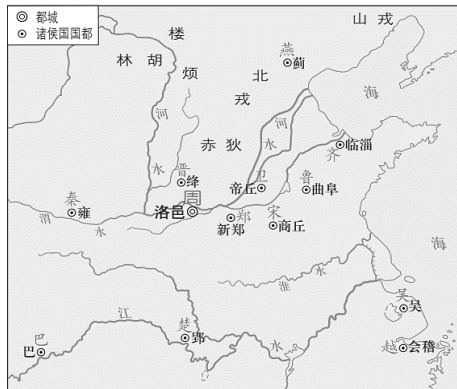 都城
诸侯国国都
山戎
楼
林胡
烦
北
戎
燕
蓟
海
河
水
赤狄
河
水
晋
绛
齐
临淄
秦
雍
周
洛邑
卫
帝丘
鲁
曲阜
郑
新郑
宋
商丘
渭
水
海
淮
水
吴
吴
越
会稽
江
水
楚
郢
巴
巴